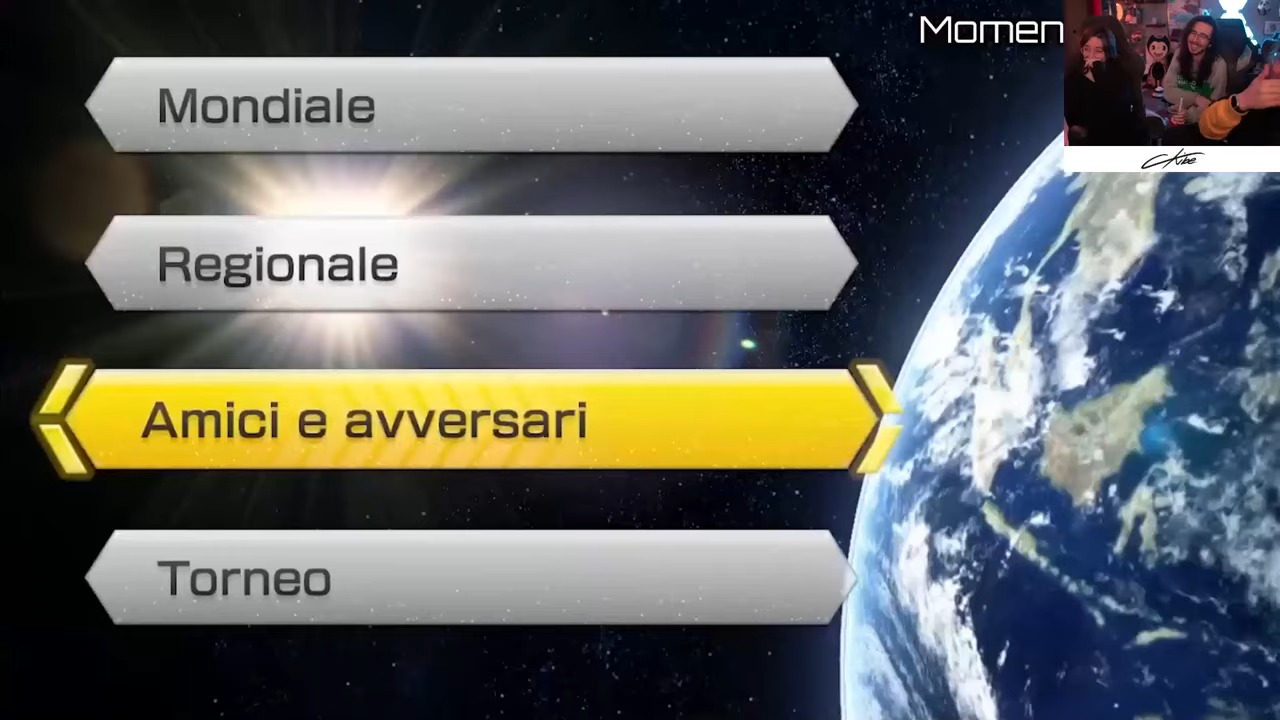 Momen
Mondiale
Regionale
Amici e avversari
Torneo